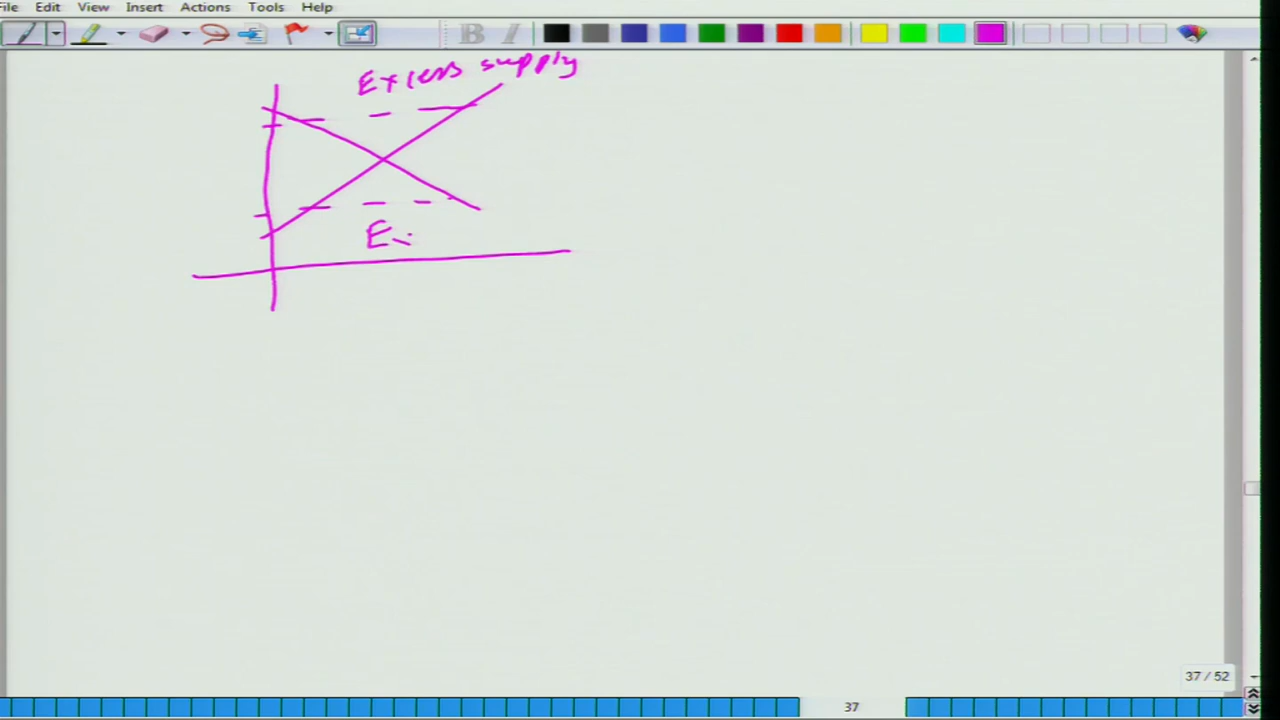 File Edit View Insert Actions Tools Help
B I
Excess supply
Ex
37 / 52
37